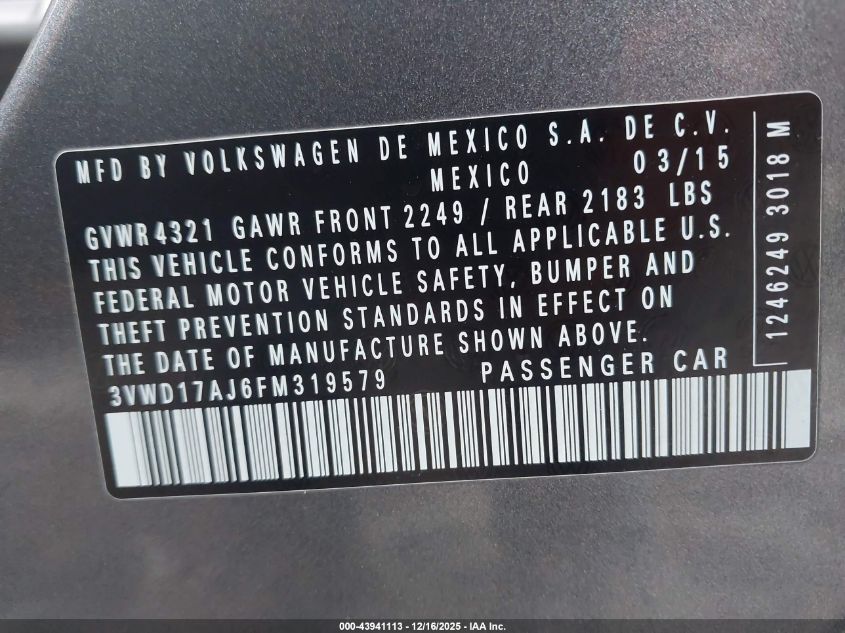 MFD BY VOLKSWAGEN DE MEXICO S.A. DE C.V.
MEXICO 03/15
GVWR 4321 GAWR FRONT 2249 / REAR 2183 LBS
THIS VEHICLE CONFORMS TO ALL APPLICABLE U.S.
FEDERAL MOTOR VEHICLE SAFETY, BUMPER AND
THEFT PREVENTION STANDARDS IN EFFECT ON
THE DATE OF MANUFACTURE SHOWN ABOVE.
3VWD17AJ6FM319579 PASSENGER CAR
1246249 3018 M
000-43941113 - 12/16/2025 - IAA Inc.